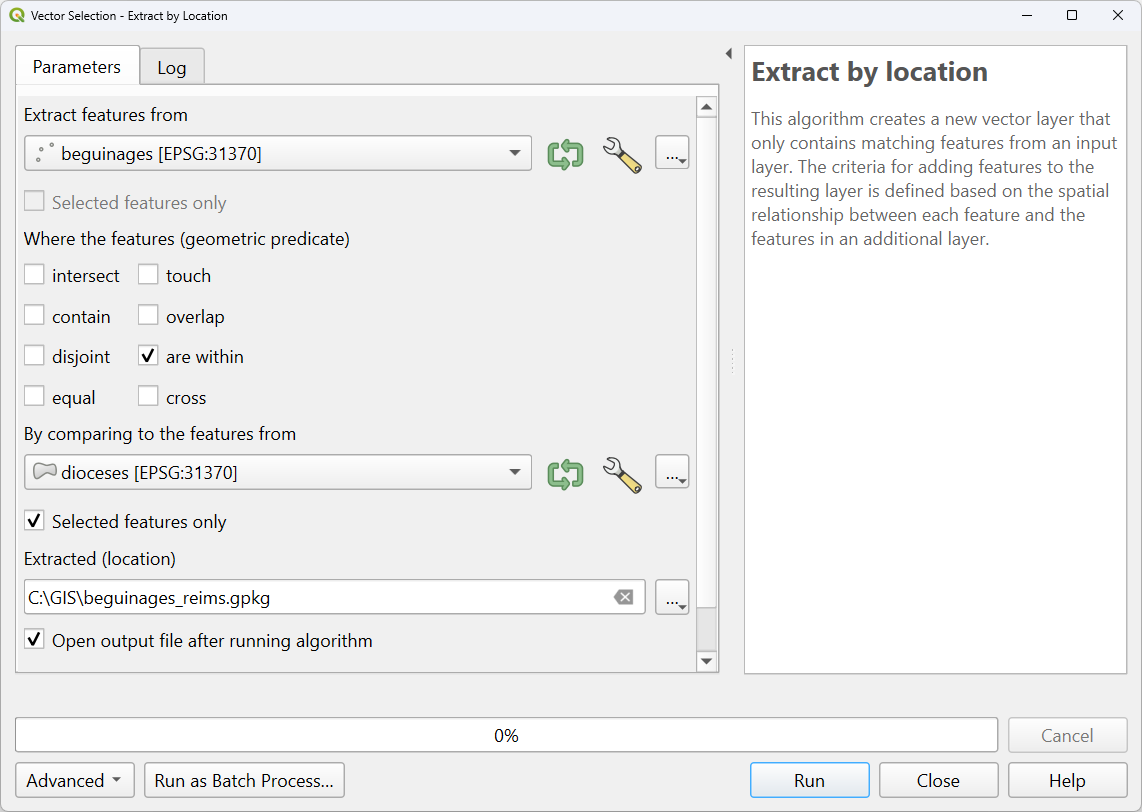 Vector Selection - Extract by Location
Parameters
Log
Extract features from
beguinages [EPSG:31370]
...
Selected features only
Where the features (geometric predicate)
intersect
touch
contain
overlap
disjoint
are within
equal
cross
By comparing to the features from
dioceses [EPSG:31370]
...
Selected features only
Extracted (location)
C:\GIS\beguinages_reims.gpkg
...
Open output file after running algorithm
Extract by location
This algorithm creates a new vector layer that
only contains matching features from an input
layer. The criteria for adding features to the
resulting layer is defined based on the spatial
relationship between each feature and the
features in an additional layer.
0%
Cancel
Advanced
Run as Batch Process...
Run
Close
Help